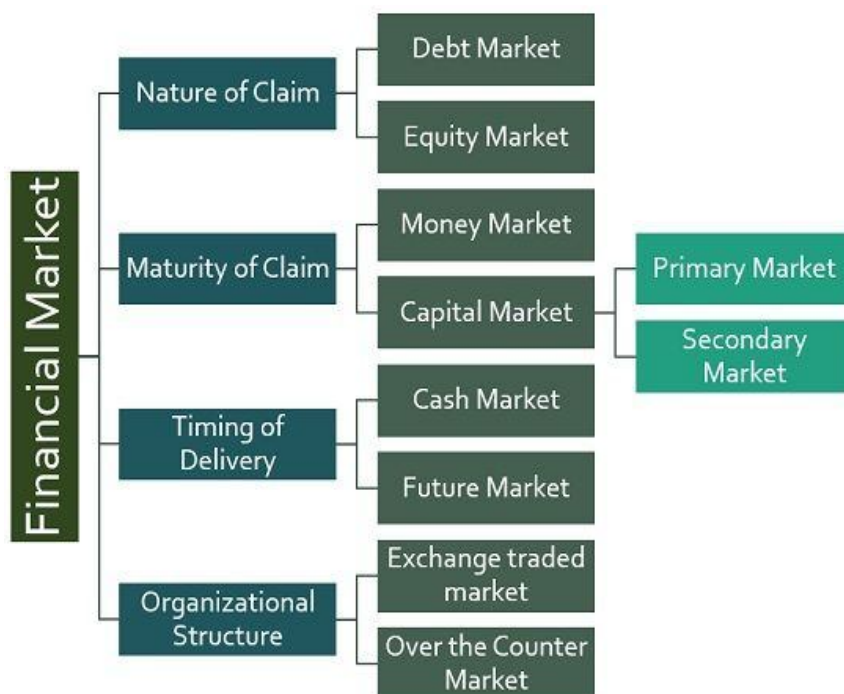 Financial Market
Nature of Claim
Debt Market
Equity Market
Maturity of Claim
Money Market
Capital Market
Primary Market
Secondary
Market
Timing of
Delivery
Cash Market
Future Market
Organizational
Structure
Exchange traded
market
Over the Counter
Market